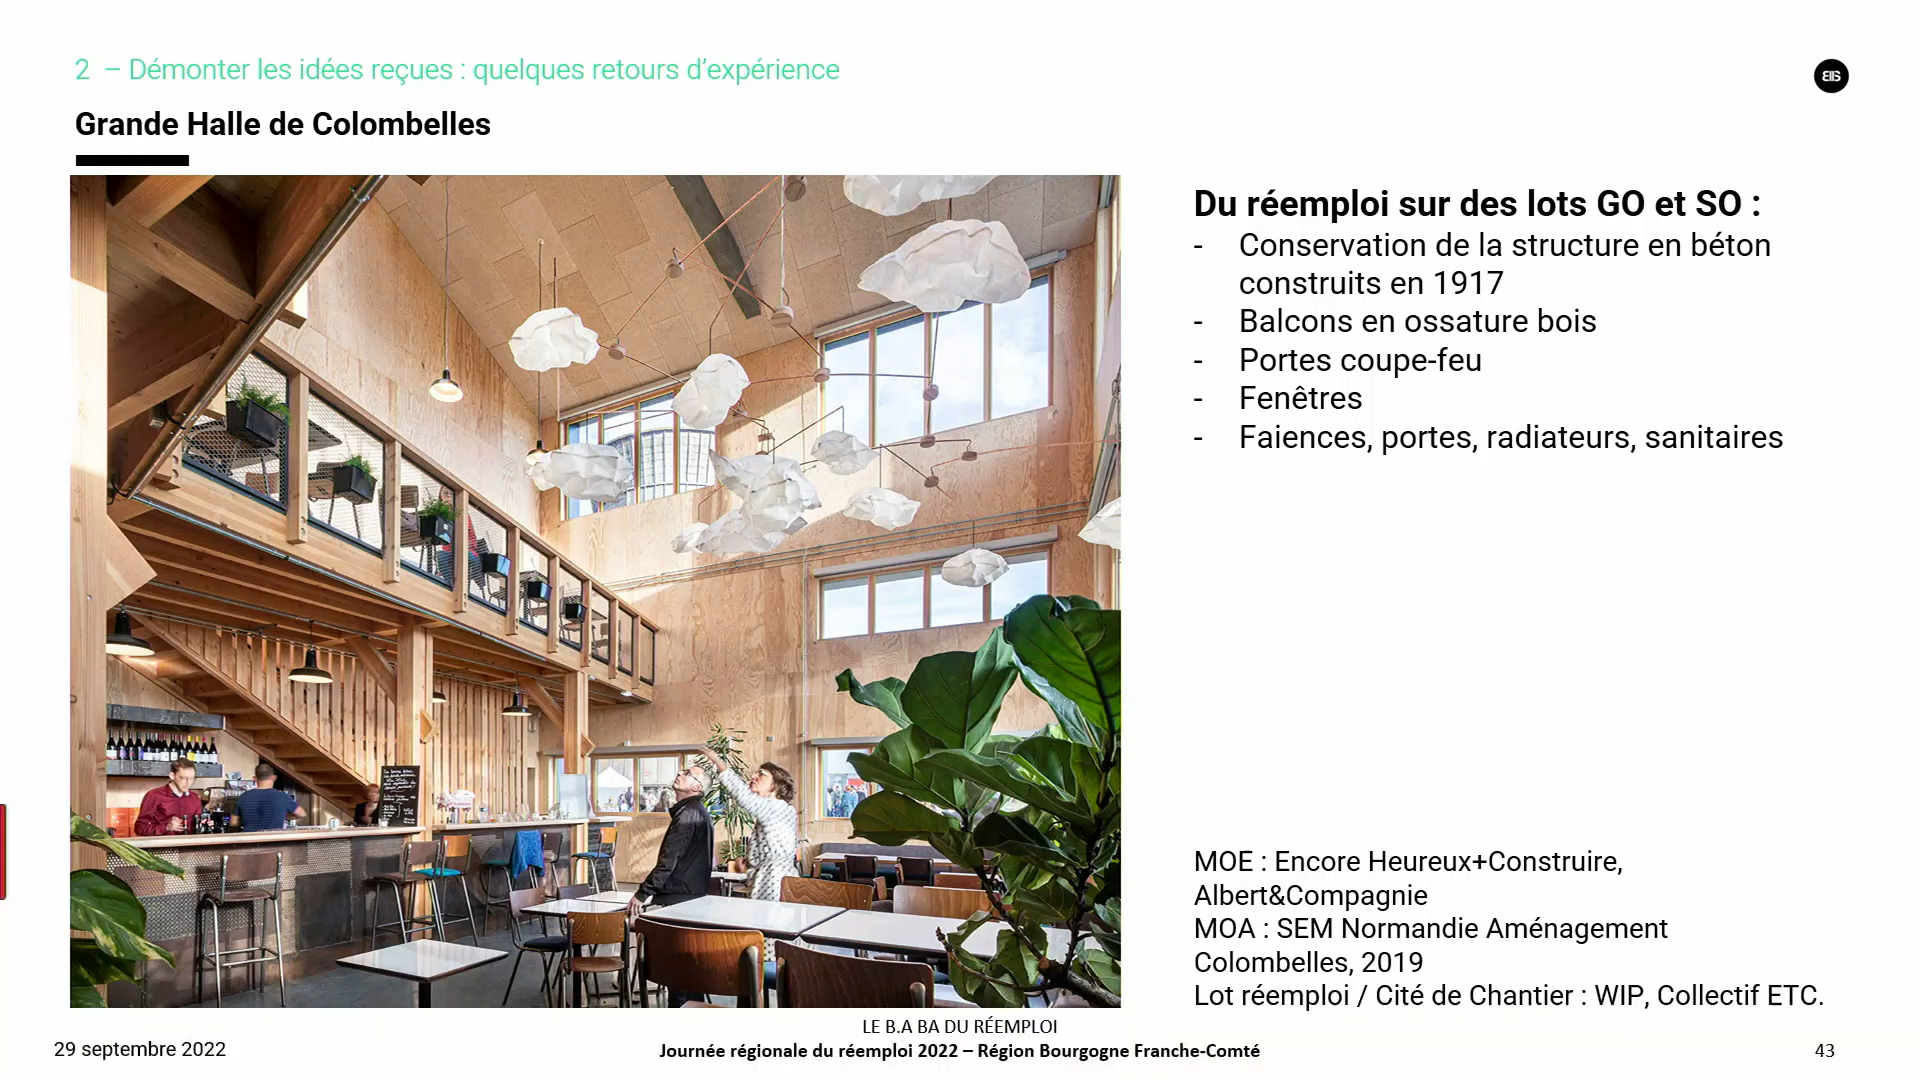 2 – Démonter les idées reçues : quelques retours d’expérience
Grande Halle de Colombelles
Du réemploi sur des lots GO et SO :
- Conservation de la structure en béton
construits en 1917
- Balcons en ossature bois
- Portes coupe-feu
- Fenêtres
- Faiences, portes, radiateurs, sanitaires
MOE : Encore Heureux+Construire,
Albert&Compagnie
MOA : SEM Normandie Aménagement
Colombelles, 2019
Lot réemploi / Cité de Chantier : WIP, Collectif ETC.
LE B.A BA DU RÉEMPLOI
29 septembre 2022
Journée régionale du réemploi 2022 – Région Bourgogne Franche-Comté
43